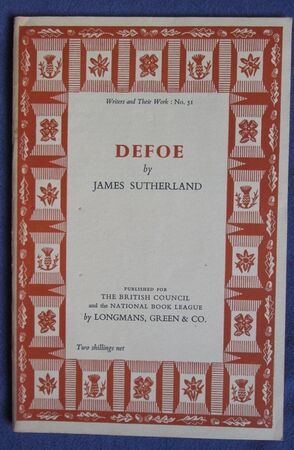 Writers and Their Work : No. 51
DEFOE
by
JAMES SUTHERLAND
PUBLISHED FOR
THE BRITISH COUNCIL
and the NATIONAL BOOK LEAGUE
by LONGMANS, GREEN & CO.
Two shillings net